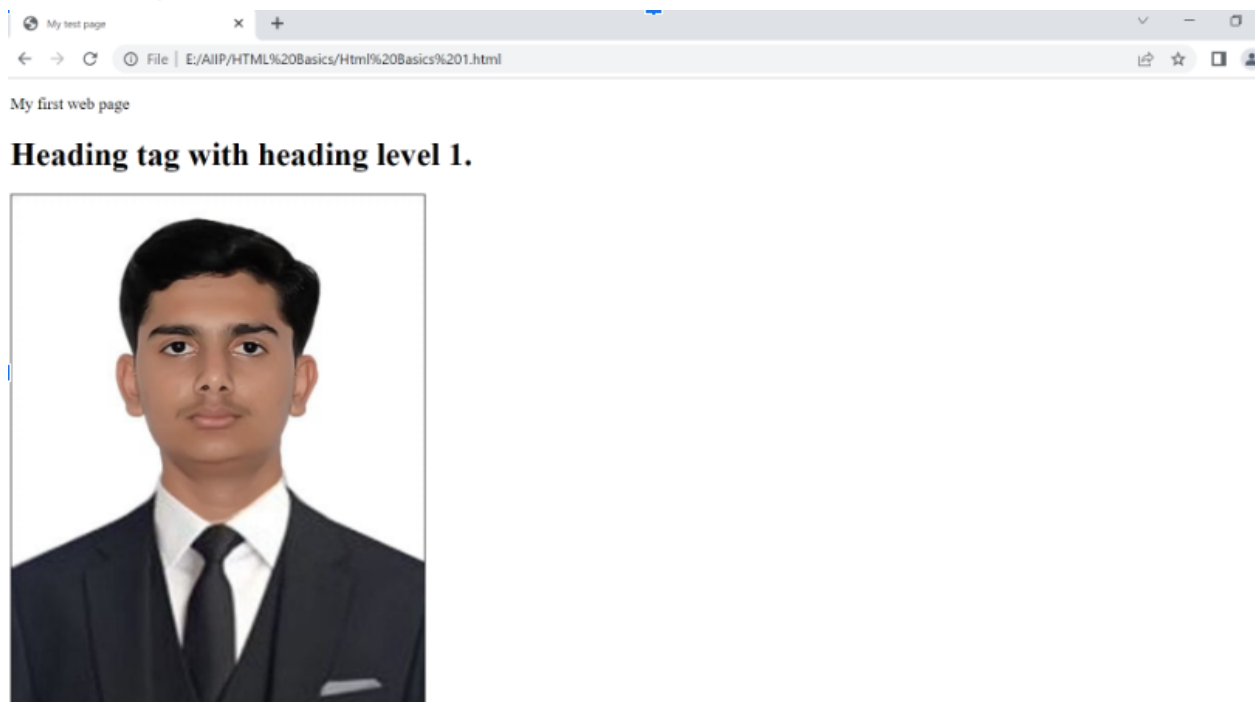 My test page
File E:/AIIP/HTML%20Basics/Html%20Basics%201.html
My first web page
Heading tag with heading level 1.